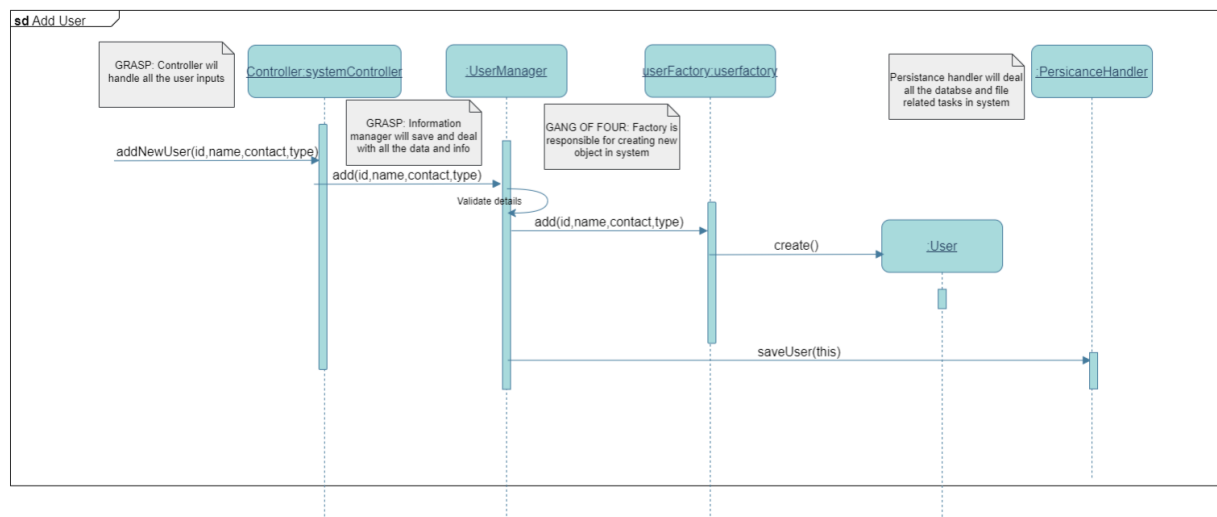 sd Add User
GRASP: Controller wil
handle all the user inputs
Controller:systemController
:UserManager
userFactory:userfactory
Persistance handler will deal
all the databse and file
related tasks in system
:PersicanceHandler
GRASP: Information
manager will save and deal
with all the data and info
GANG OF FOUR: Factory is
responsible for creating new
object in system
addNewUser(id,name,contact,type)
add(id,name,contact,type)
Validate details
add(id,name,contact,type)
create()
:User
saveUser(this)